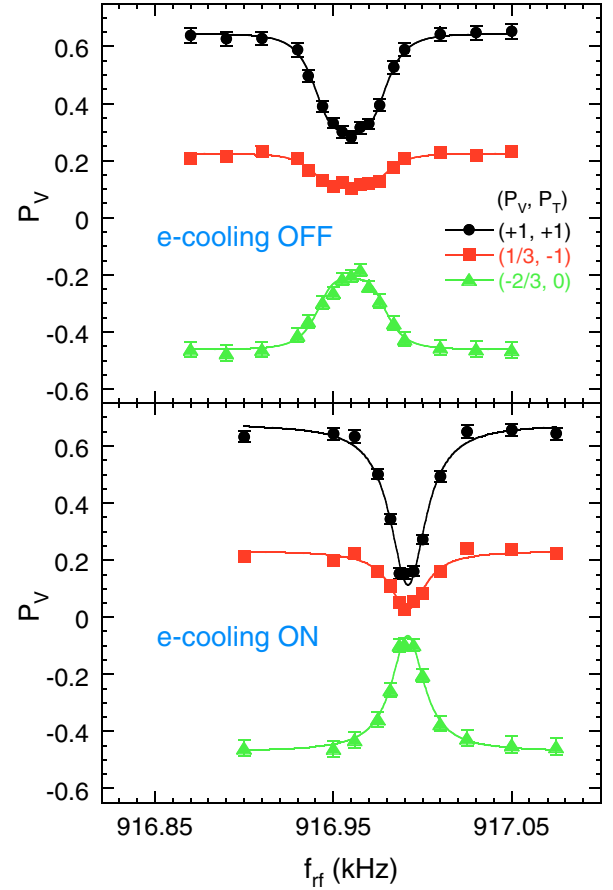 0.6
0.4
0.2
0
-0.2
-0.4
-0.6
P_V
e-cooling OFF
(P_V, P_T)
(+1, +1)
(1/3, -1)
(-2/3, 0)
0.6
0.4
0.2
0
-0.2
-0.4
-0.6
P_V
e-cooling ON
916.85 916.95 917.05
f_rf (kHz)